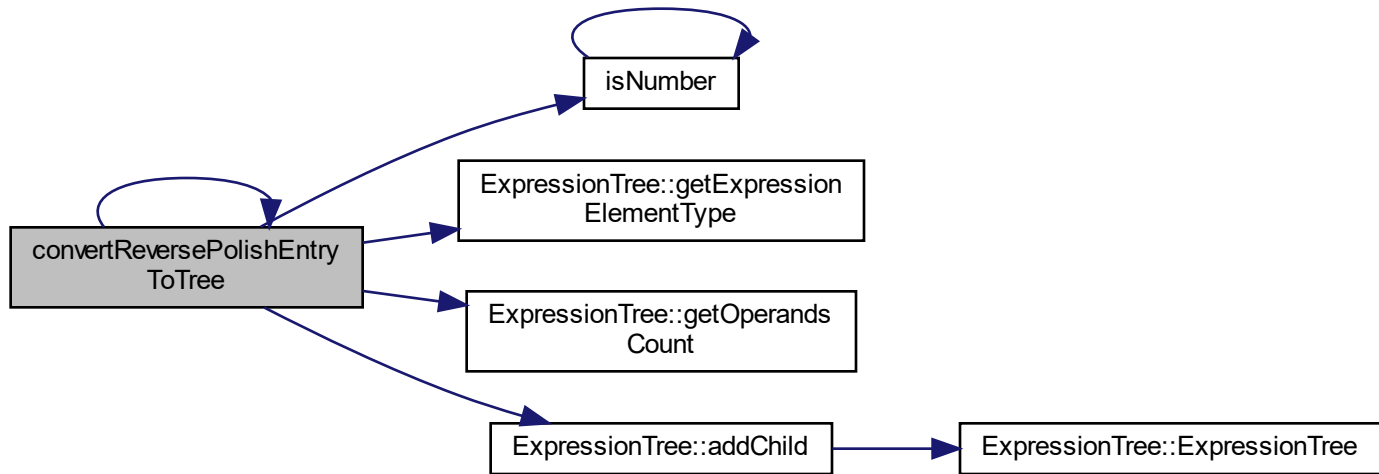 isNumber
ExpressionTree::getExpression
ElementType
convertReversePolishEntry
ToTree
ExpressionTree::getOperands
Count
ExpressionTree::addChild
ExpressionTree::ExpressionTree